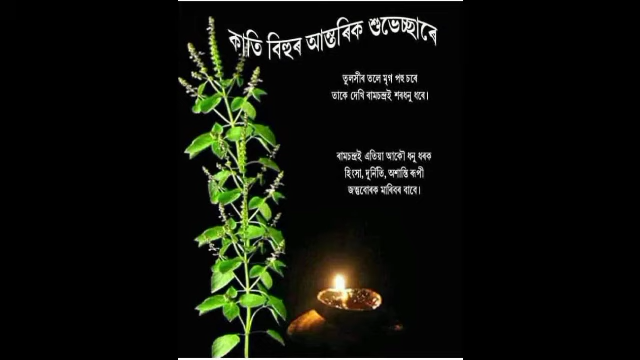 কাতি বিহুৰ আন্তৰিক শুভেচ্ছাৰে
তুলসীৰ তলে মৃগ পহু চৰে
তাকে দেখি ৰামচন্দ্ৰই শৰধনু ধৰে।
ৰামচন্দ্ৰই এতিয়া আকৌ ধনু ধৰক
হিংসা, দুৰ্নিতি, অশান্তি ৰূপী
জন্তুবোৰক মাৰিবৰ বাবে।